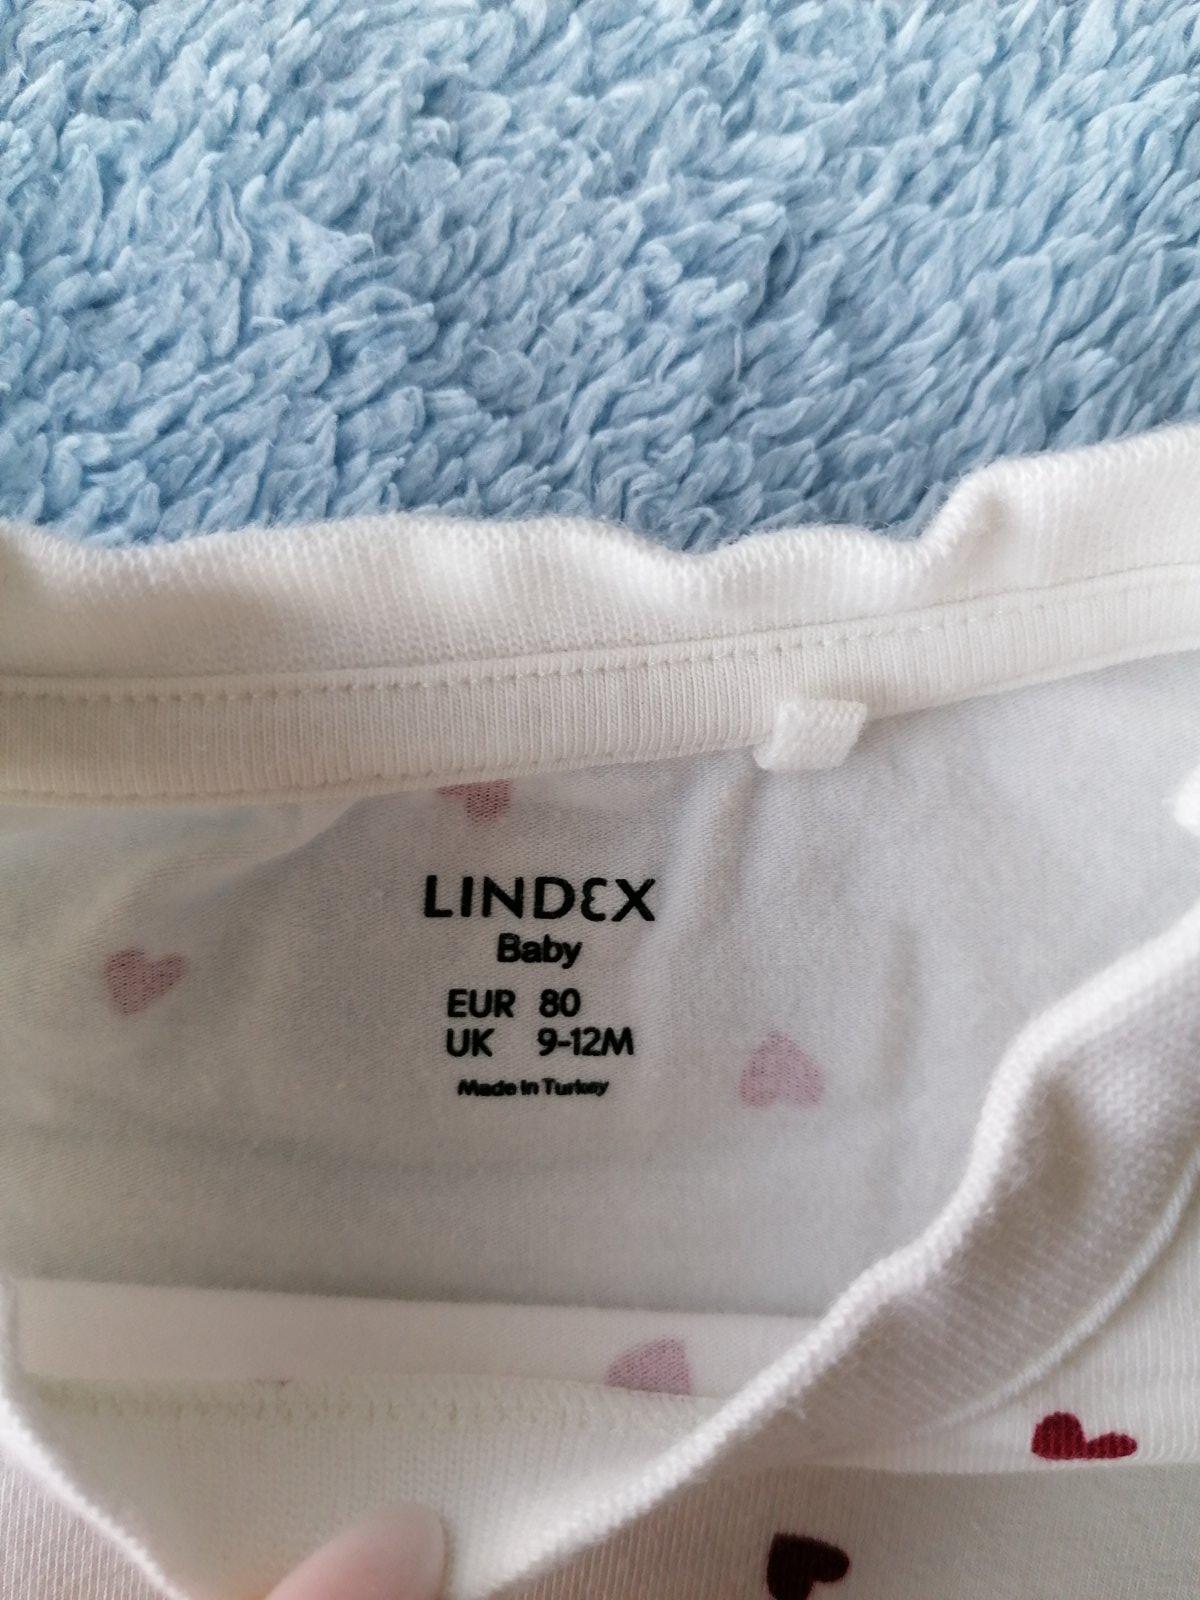 LINDEX
Baby
EUR 80
UK 9-12M
Made in Turkey